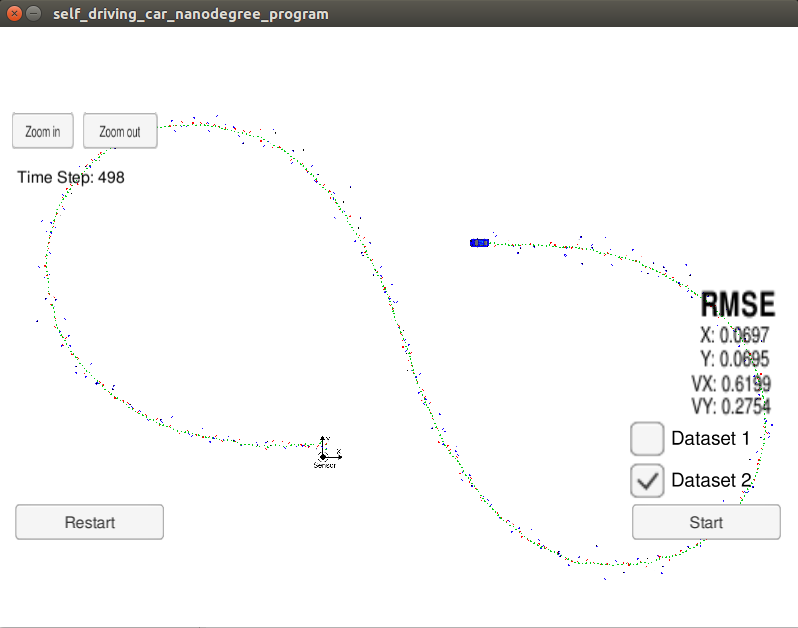 self_driving_car_nanodegree_program
Zoom in
Zoom out
Time Step: 498
RMSE
X: 0.0697
Y: 0.0695
VX: 0.6199
VY: 0.2754
Dataset 1
Dataset 2
Y
X
Sensor
Restart
Start